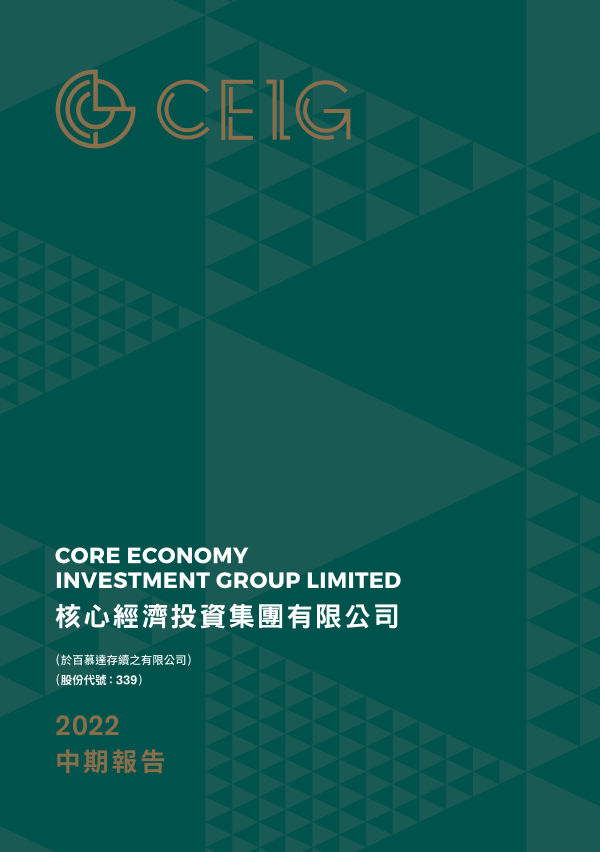 CEIG
CORE ECONOMY
INVESTMENT GROUP LIMITED
核心經濟投資集團有限公司
（於百慕達存續之有限公司）
（股份代號：339）
2022
中期報告